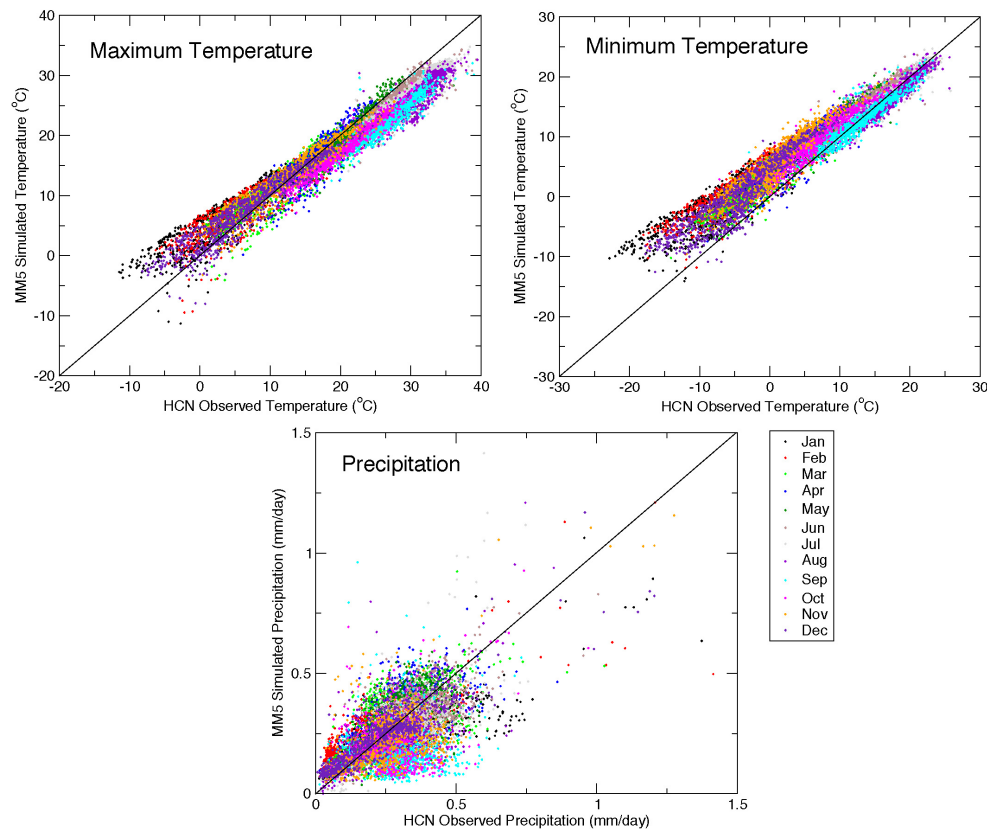 Maximum Temperature
40
30
20
10
0
-10
-20
MM5 Simulated Temperature (°C)
-20
-10
0
10
20
30
40
HCN Observed Temperature (°C)
Minimum Temperature
30
20
10
0
-10
-20
-30
MM5 Simulated Temperature (°C)
-30
-20
-10
0
10
20
30
HCN Observed Temperature (°C)
Precipitation
1.5
1
0.5
0
MM5 Simulated Precipitation (mm/day)
0
0.5
1
1.5
HCN Observed Precipitation (mm/day)
Jan
Feb
Mar
Apr
May
Jun
Jul
Aug
Sep
Oct
Nov
Dec